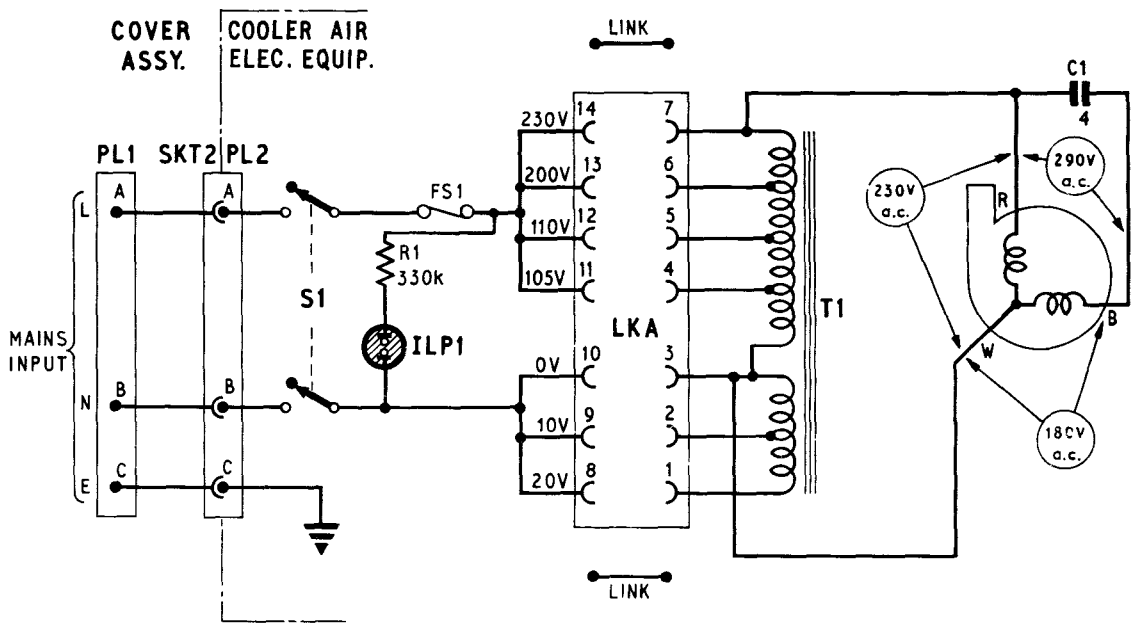 COVER
ASSY.
COOLER AIR
ELEC. EQUIP.
LINK
C1
4
PL1
SKT2
PL2
14
13
12
11
10
9
8
7
6
5
4
3
2
1
230V
200V
110V
105V
0V
10V
20V
LKA
T1
A
A
A
L
FS1
R1
330K
S1
ILP1
MAINS
INPUT
B
B
B
N
C
C
C
E
230V
a.c.
290V
a.c.
R
B
W
180V
a.c.
LINK